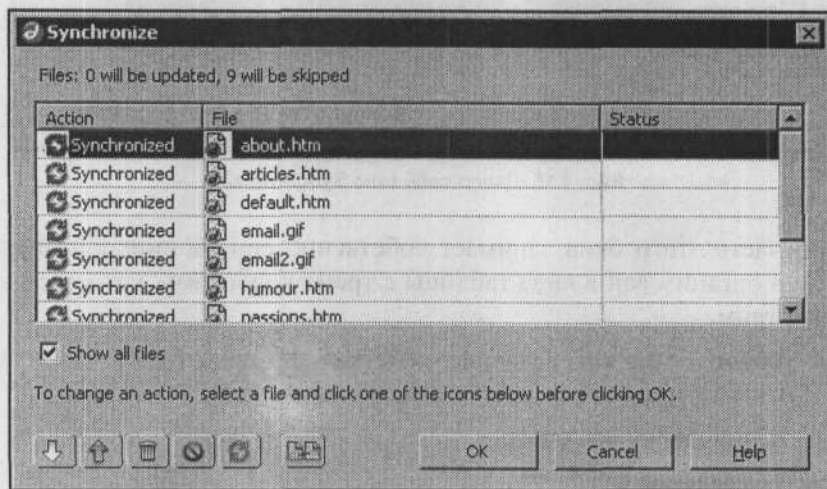 Synchronize
Files: 0 will be updated, 9 will be skipped
Action File Status
Synchronized about.htm
Synchronized articles.htm
Synchronized default.htm
Synchronized email.gif
Synchronized email2.gif
Synchronized humour.htm
Synchronized passions.htm
Show all files
To change an action, select a file and click one of the icons below before clicking OK.
OK Cancel Help